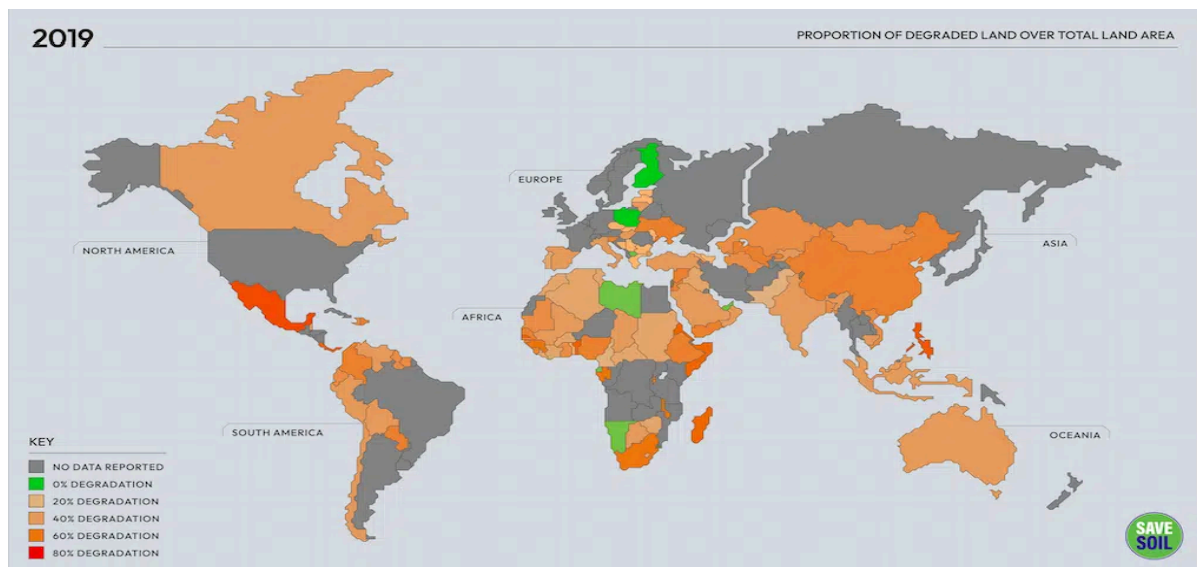 2019
PROPORTION OF DEGRADED LAND OVER TOTAL LAND AREA
EUROPE
NORTH AMERICA
ASIA
AFRICA
SOUTH AMERICA
OCEANIA
KEY
NO DATA REPORTED
0% DEGRADATION
20% DEGRADATION
40% DEGRADATION
60% DEGRADATION
80% DEGRADATION
SAVE
SOIL